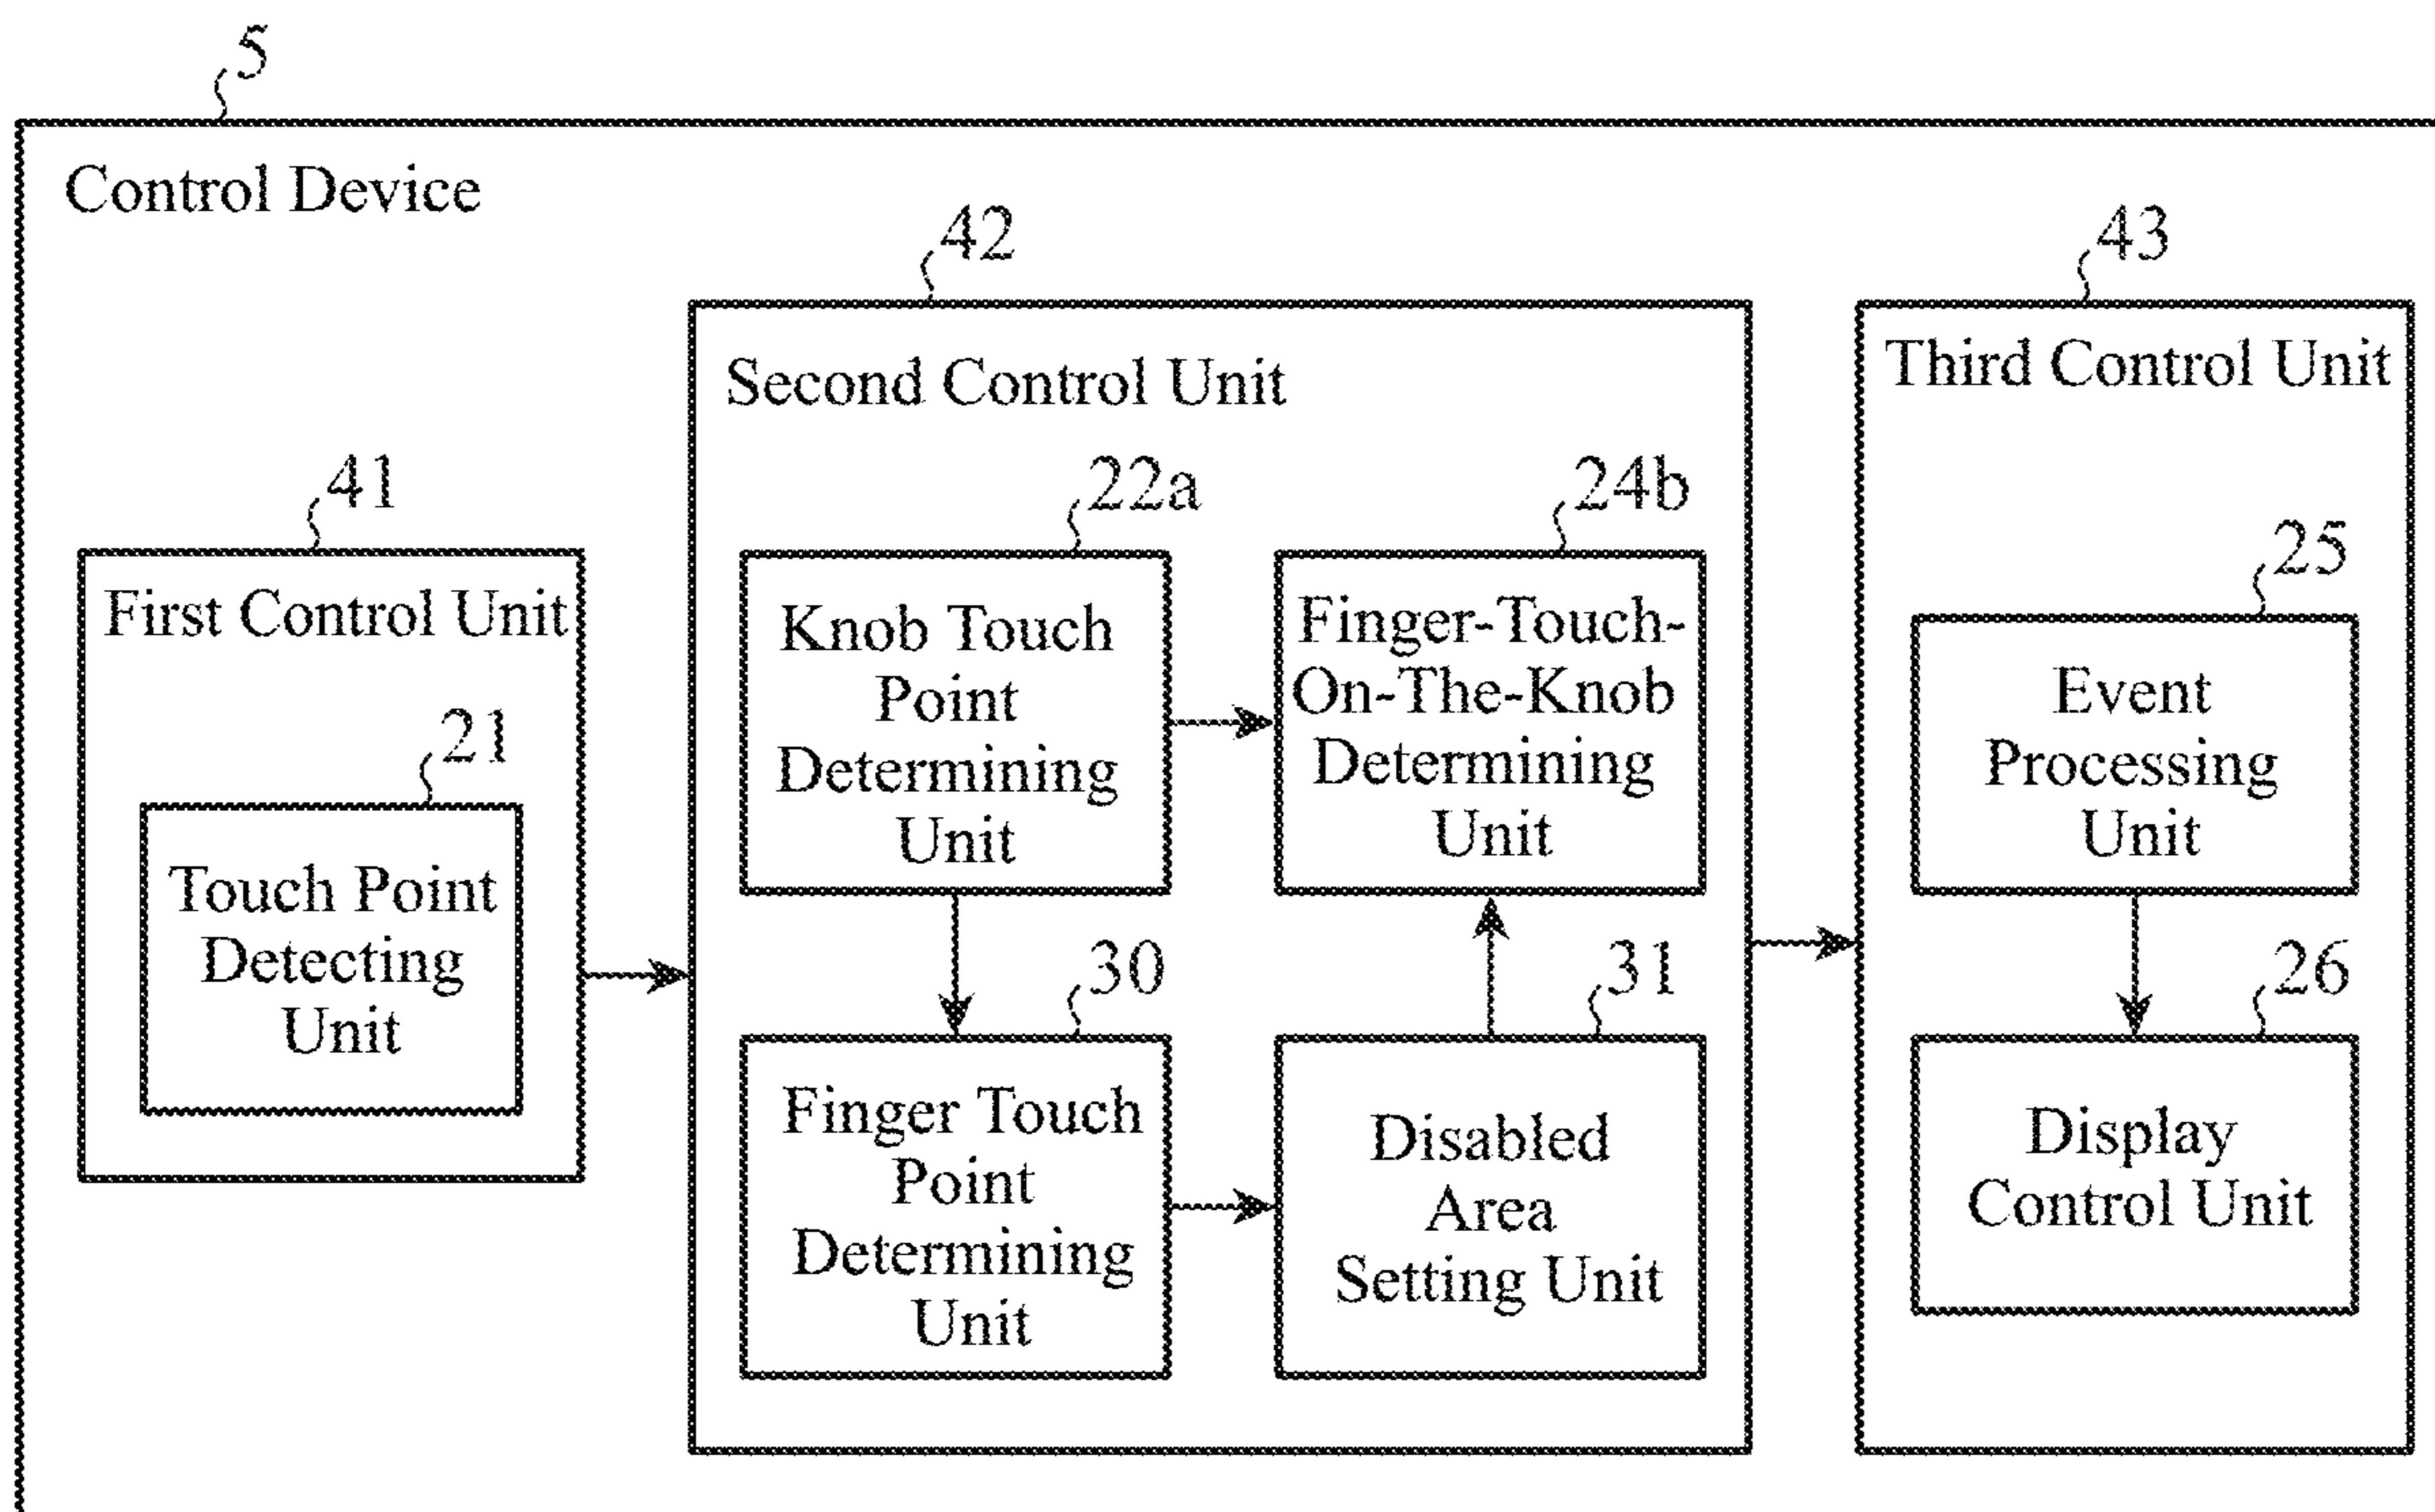 5
Control Device
42
43
Second Control Unit
Third Control Unit
41
22a
24b
25
First Control Unit
Knob Touch
Point
Determining
Unit
Finger-Touch-
On-The-Knob
Determining
Unit
Event
Processing
Unit
21
Touch Point
Detecting
Unit
30
31
26
Finger Touch
Point
Determining
Unit
Disabled
Area
Setting Unit
Display
Control Unit